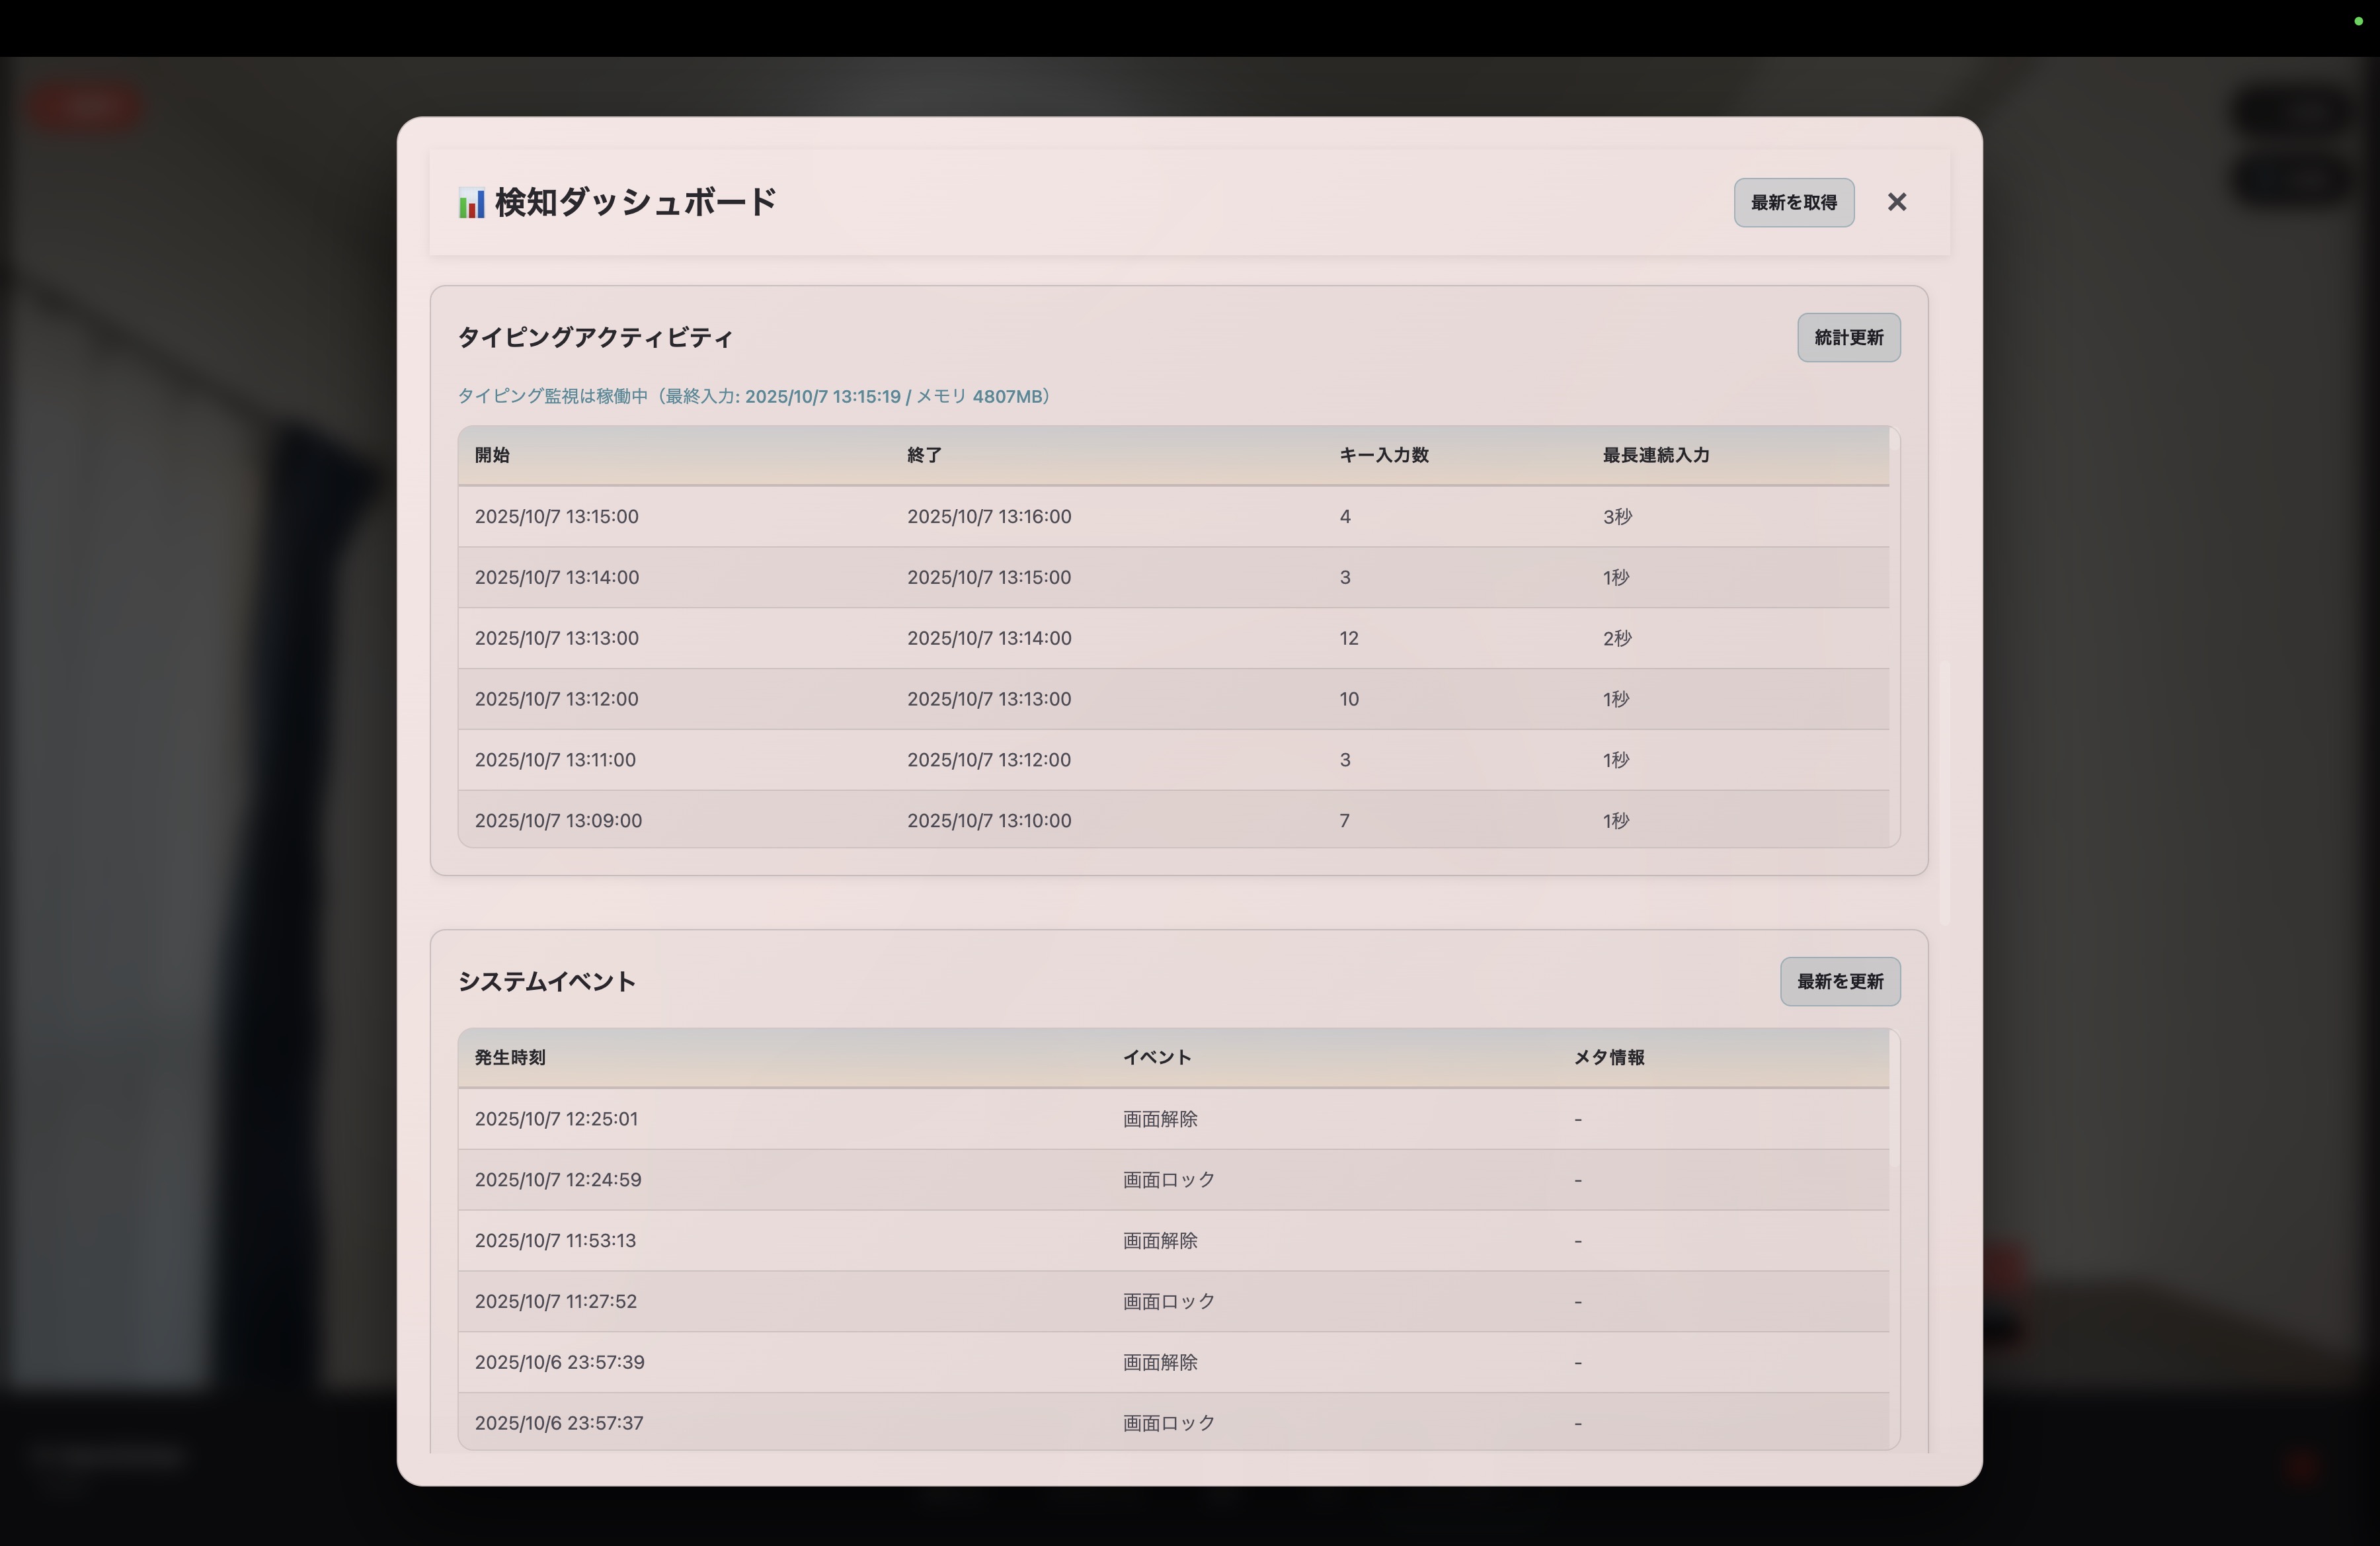 検知ダッシュボード 最新を取得 ×
タイピングアクティビティ 統計更新
タイピング監視は稼働中（最終入力: 2025/10/7 13:15:19 / メモリ 4807MB）
開始 終了 キー入力数 最長連続入力
2025/10/7 13:15:00 2025/10/7 13:16:00 4 3秒
2025/10/7 13:14:00 2025/10/7 13:15:00 3 1秒
2025/10/7 13:13:00 2025/10/7 13:14:00 12 2秒
2025/10/7 13:12:00 2025/10/7 13:13:00 10 1秒
2025/10/7 13:11:00 2025/10/7 13:12:00 3 1秒
2025/10/7 13:09:00 2025/10/7 13:10:00 7 1秒
システムイベント 最新を更新
発生時刻 イベント メタ情報
2025/10/7 12:25:01 画面解除 -
2025/10/7 12:24:59 画面ロック -
2025/10/7 11:53:13 画面解除 -
2025/10/7 11:27:52 画面ロック -
2025/10/6 23:57:39 画面解除 -
2025/10/6 23:57:37 画面ロック -